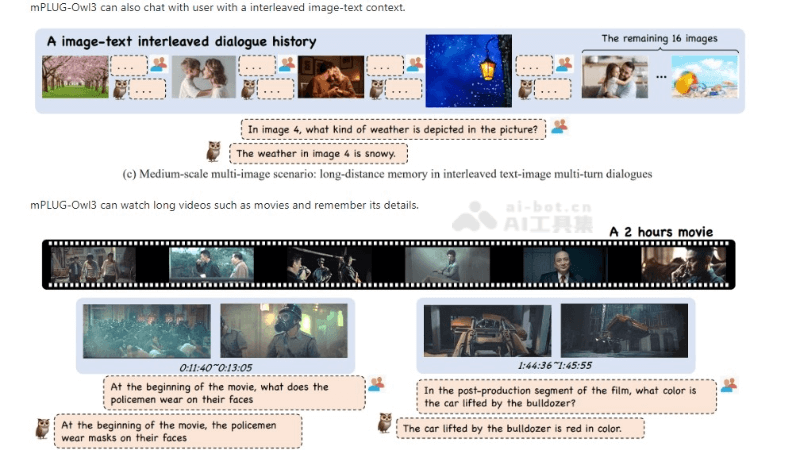 mPLUG-Owl3 can also chat with user with a interleaved image-text context.
A image-text interleaved dialogue history
The remaining 16 images
...
...
...
...
...
...
...
...
...
In image 4, what kind of weather is depicted in the picture?
The weather in image 4 is snowy.
(c) Medium-scale multi-image scenario: long-distance memory in interleaved text-image multi-turn dialogues
mPLUG-Owl3 can watch long videos such as movies and remember its details.
ai-bot.cn
AI工具集
A 2 hours movie
0:11:40~0:13:05
1:44:36~1:45:55
At the beginning of the movie, what does the
policemen wear on their faces
In the post-production segment of the film, what color is
the car lifted by the bulldozer?
At the beginning of the movie, the policemen
wear masks on their faces
The car lifted by the bulldozer is red in color.